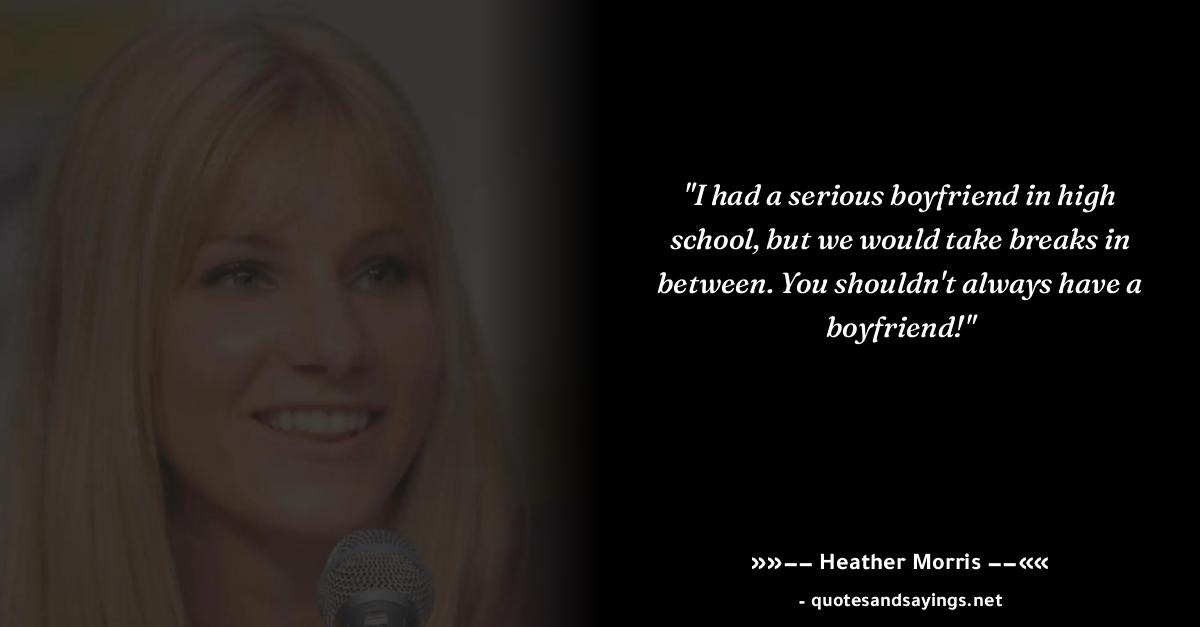 "I had a serious boyfriend in high
school, but we would take breaks in
between. You shouldn't always have a
boyfriend!"
»»–– Heather Morris ––««
- quotesandsayings.net